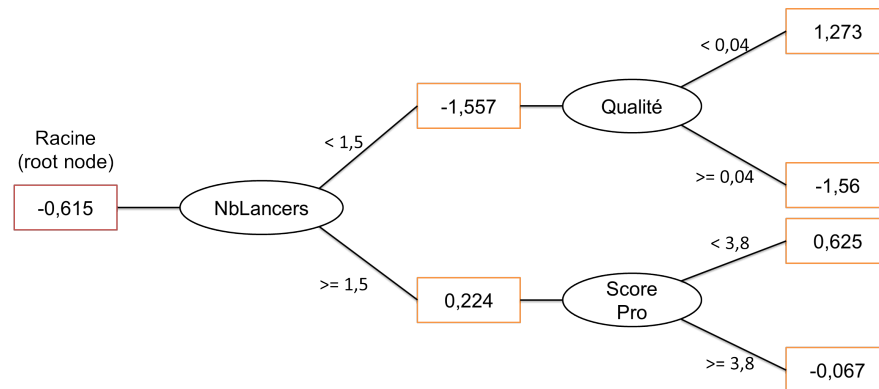 Racine
(root node)
-0,615
NbLancers
< 1,5
>= 1,5
-1,557
0,224
Qualité
< 0,04
>= 0,04
1,273
-1,56
Score
Pro
< 3,8
>= 3,8
0,625
-0,067